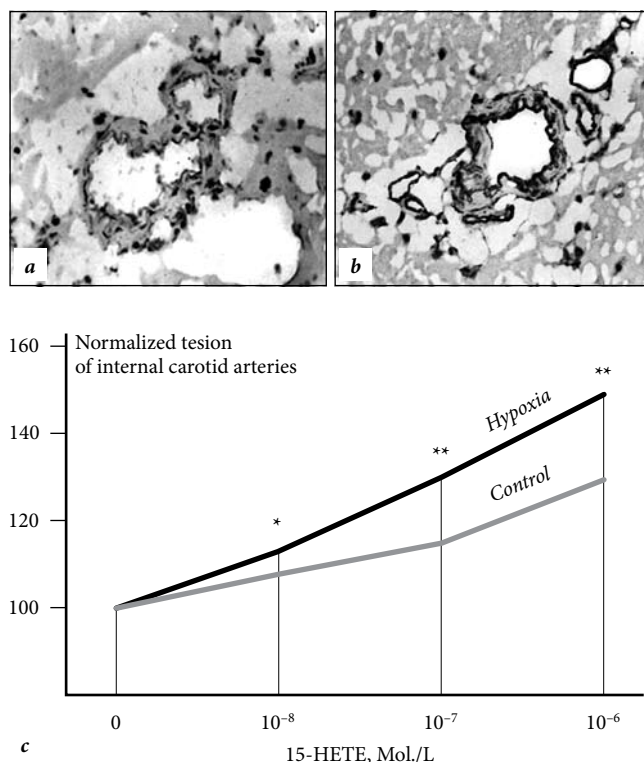 a
b
Normalized tesion
of internal carotid arteries
160
140
120
100
*
**
**
Hypoxia
Control
0 10⁻⁸ 10⁻⁷ 10⁻⁶
c
15-HETE, Mol./L